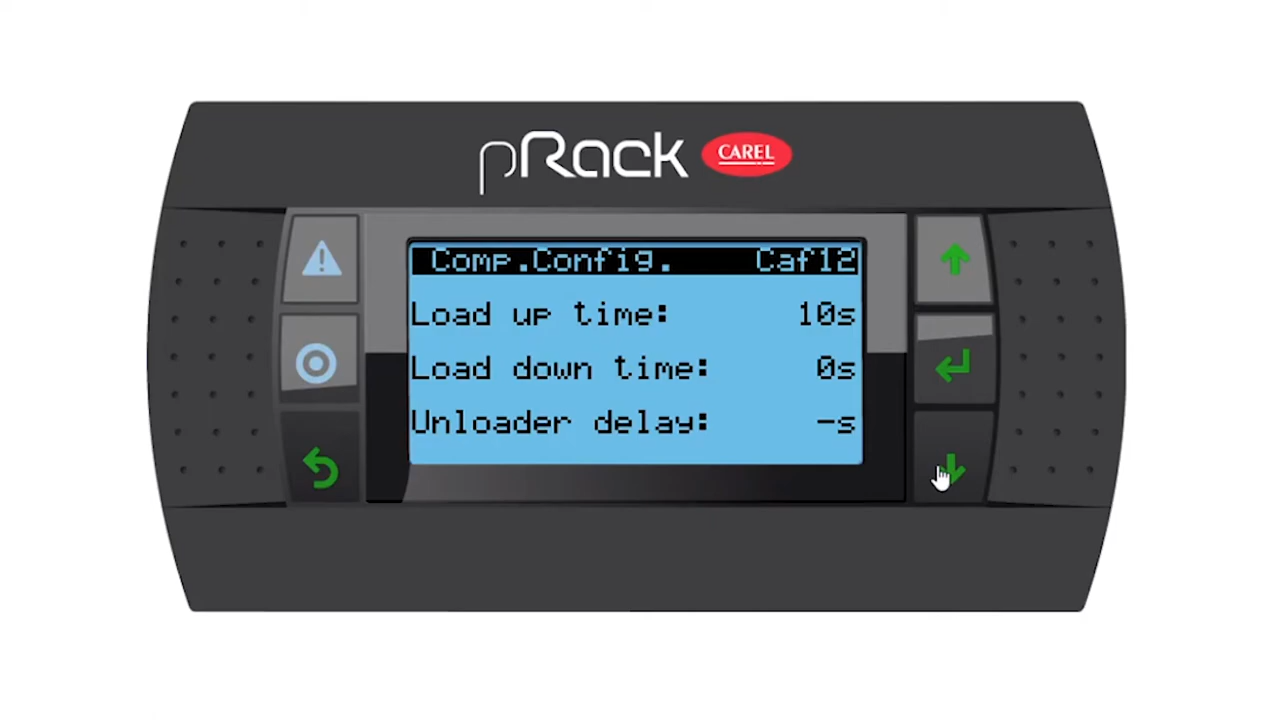 pRack CAREL
Comp.Config. Caf12
Load up time: 10s
Load down time: 0s
Unloader delay: -s